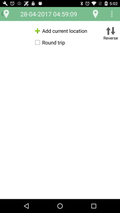 5:02
28-04-2017 04:59:09
Add current location
Reverse
Round trip